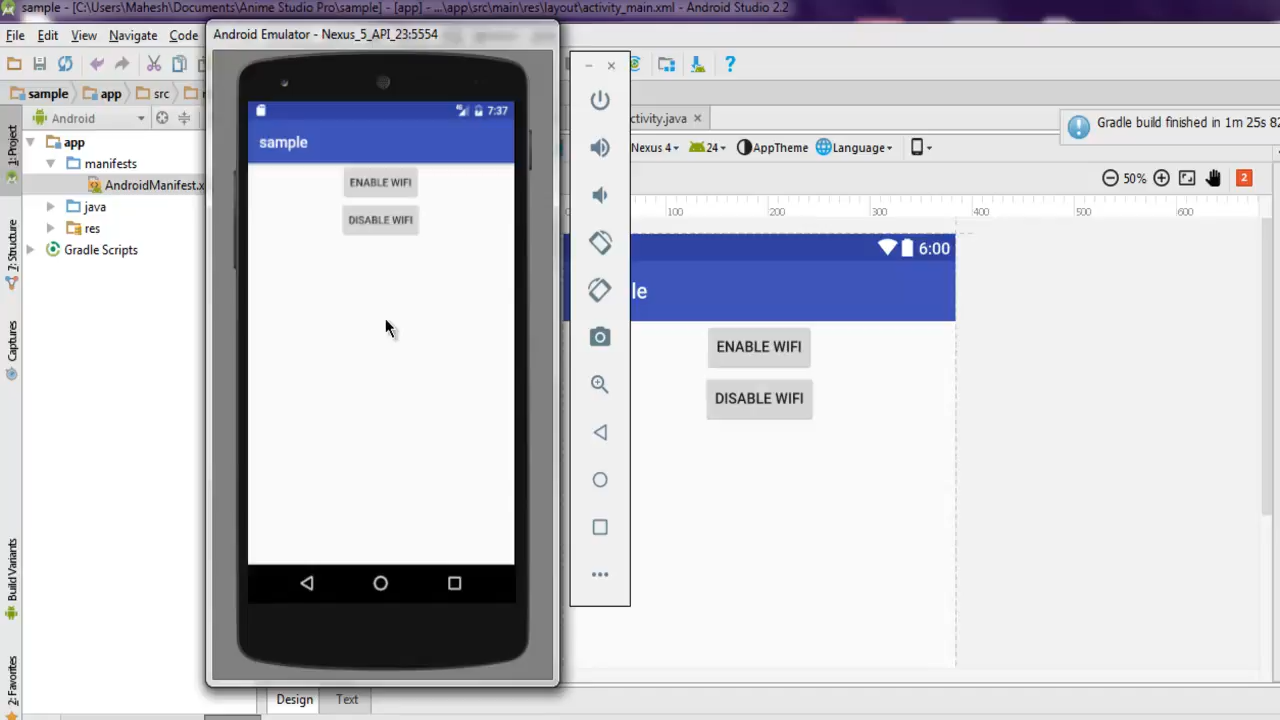 sample - [C:\Users\Mahesh\Documents\Anime Studio Pro\sample] - [app] - ...\app\src\main\res\layout\activity_main.xml - Android Studio 2.2
File Edit View Navigate Code
Android Emulator - Nexus_5_API_23:5554
sample app src
ctivity.java
Android
Gradle build finished in 1m 25s 82
1: Project
app
manifests
AndroidManifest.x
java
res
Gradle Scripts
7: Structure
Captures
Build Variants
2: Favorites
7:37
sample
ENABLE WIFI
DISABLE WIFI
Nexus 4 24 AppTheme Language
50% 2
100 200 300 400 500 600
6:00
le
ENABLE WIFI
DISABLE WIFI
Design Text